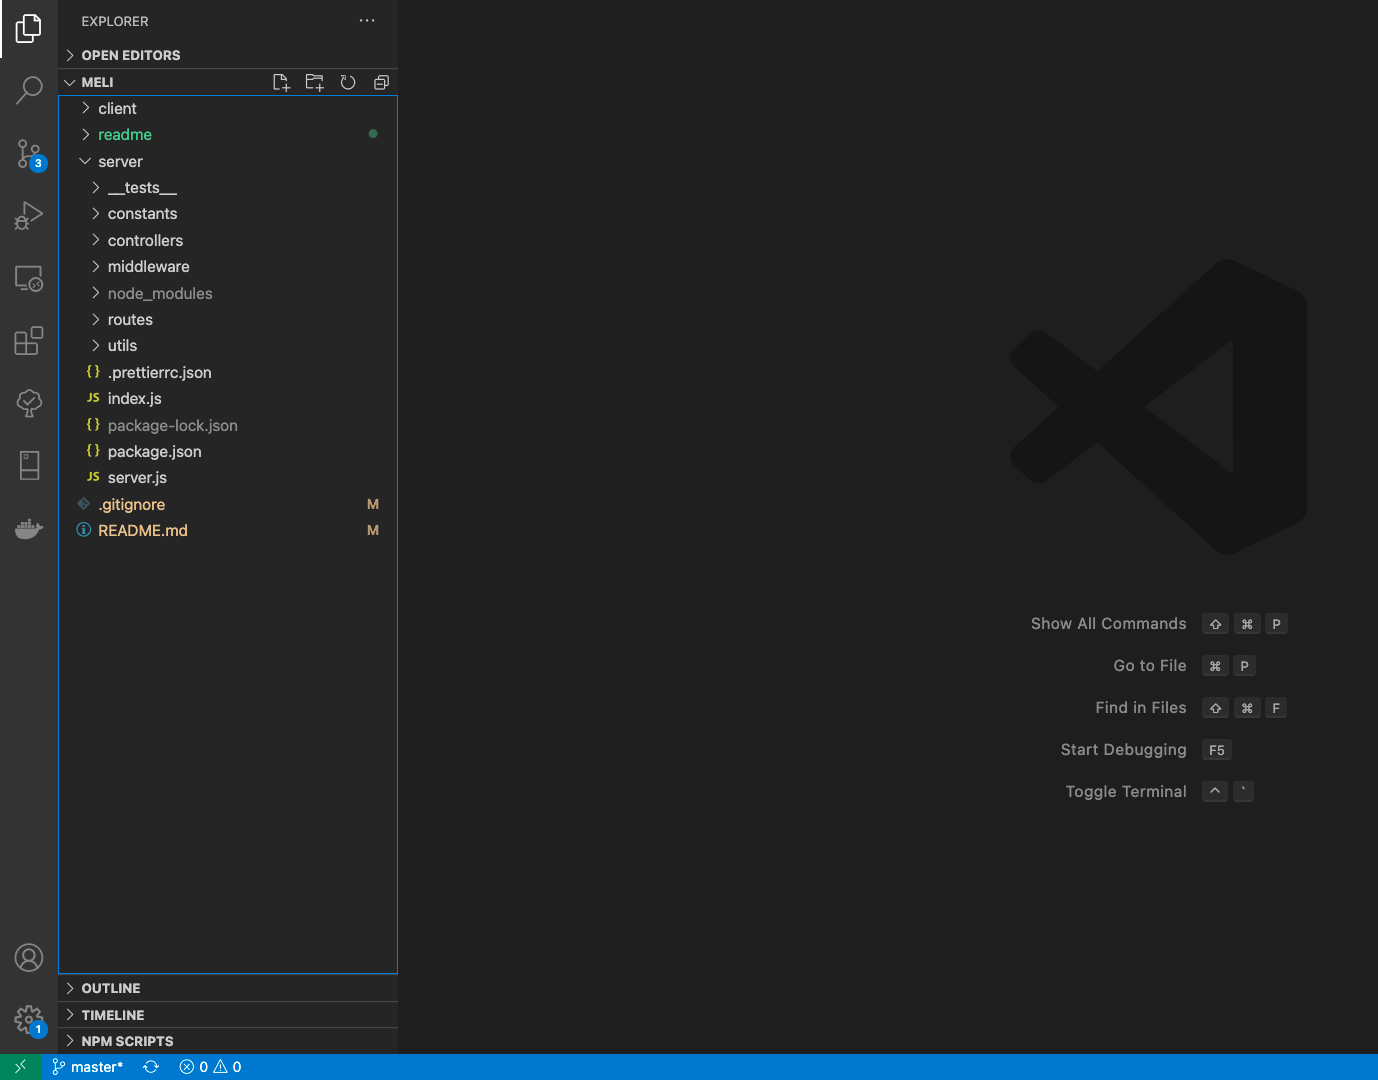 EXPLORER ...
OPEN EDITORS
MELI
client
readme
server
__tests__
constants
controllers
middleware
node_modules
routes
utils
{} .prettierrc.json
JS index.js
{} package-lock.json
{} package.json
JS server.js
.gitignore M
README.md M
3
Show All Commands ⇧ ⌘ P
Go to File ⌘ P
Find in Files ⇧ ⌘ F
Start Debugging F5
Toggle Terminal ^ `
OUTLINE
TIMELINE
NPM SCRIPTS
1
master* 0 0